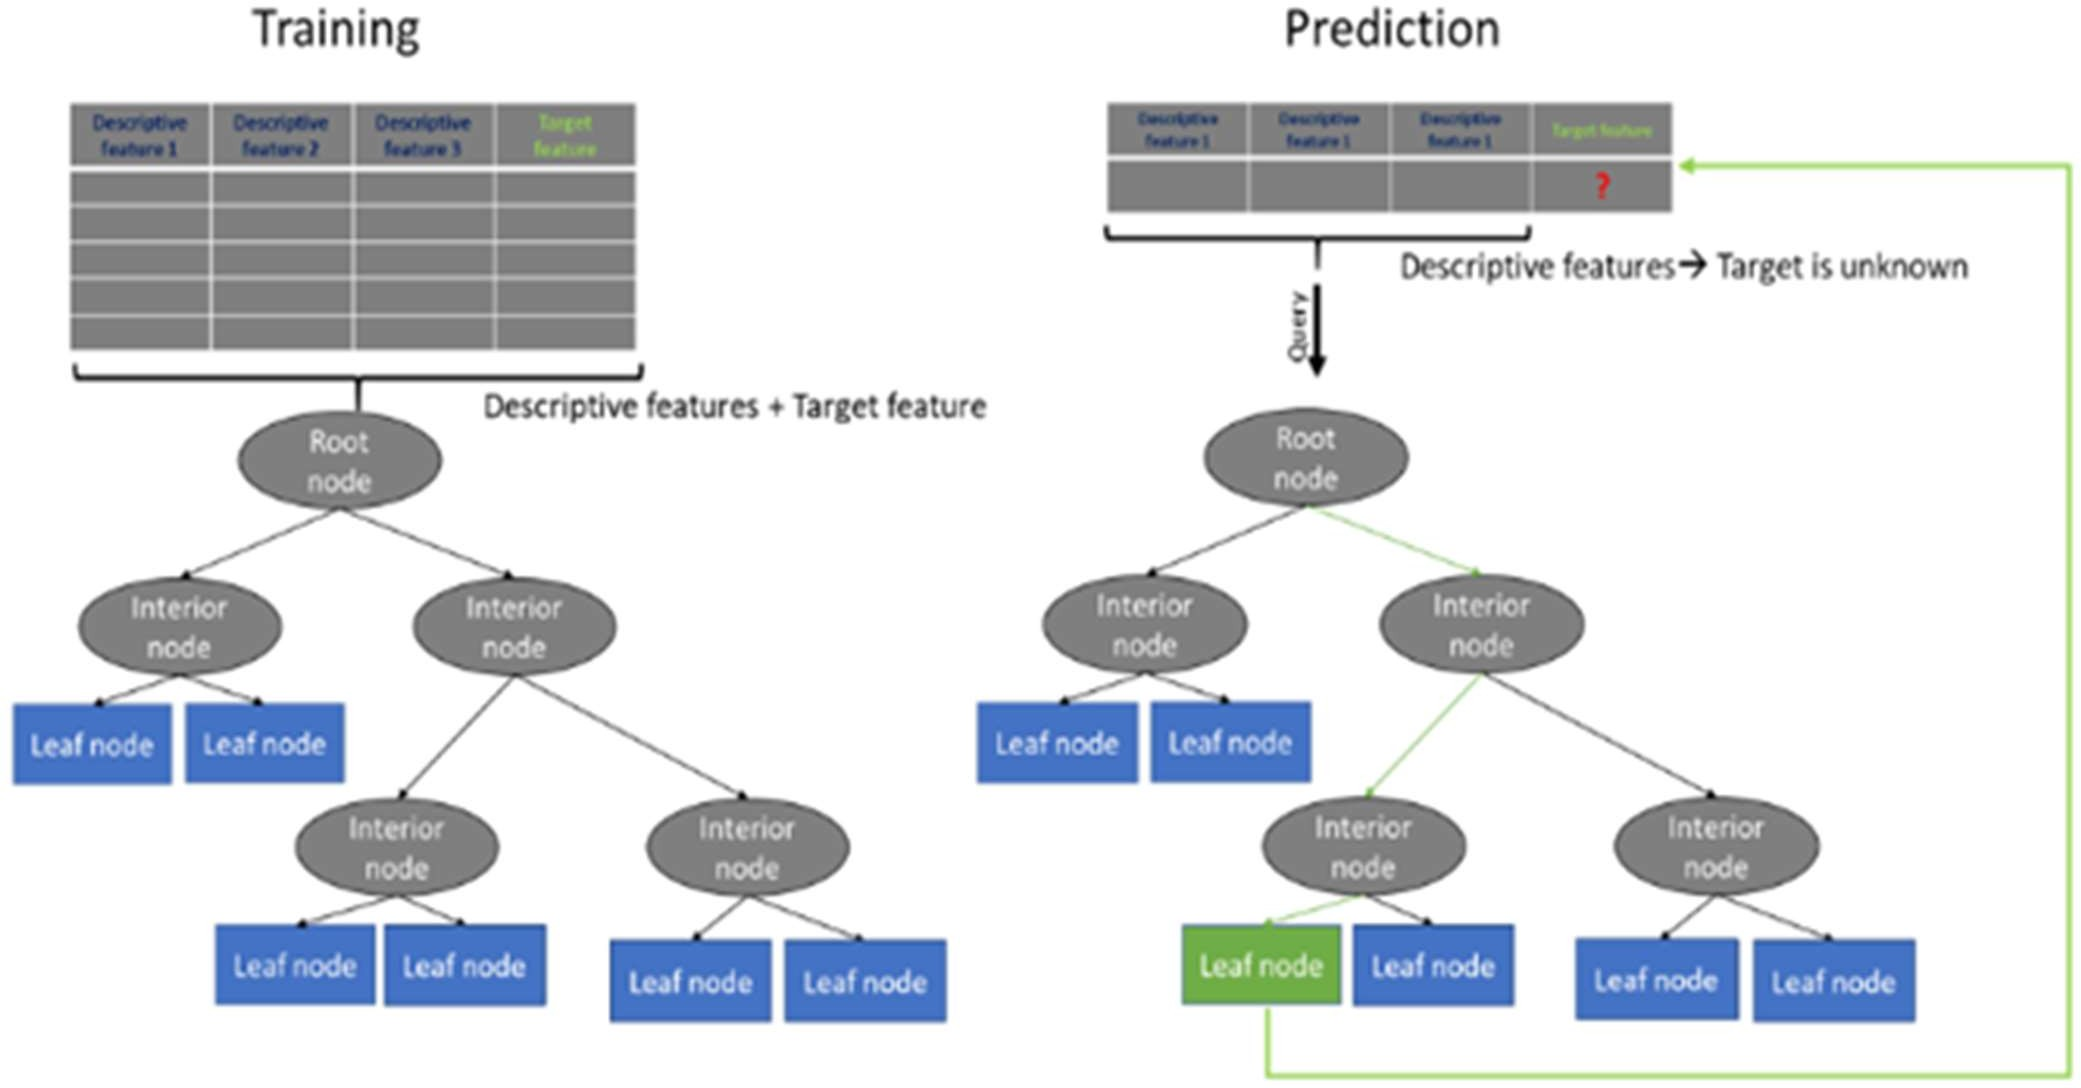 Training
Descriptive
feature 1
Descriptive
feature 2
Descriptive
feature 3
Target
feature
Descriptive features + Target feature
Root
node
Interior
node
Interior
node
Leaf node
Leaf node
Interior
node
Interior
node
Leaf node
Leaf node
Leaf node
Leaf node
Prediction
Descriptive
feature 1
Descriptive
feature 1
Descriptive
feature 1
Target feature
?
Descriptive features→ Target is unknown
Query
Root
node
Interior
node
Interior
node
Leaf node
Leaf node
Interior
node
Interior
node
Leaf node
Leaf node
Leaf node
Leaf node